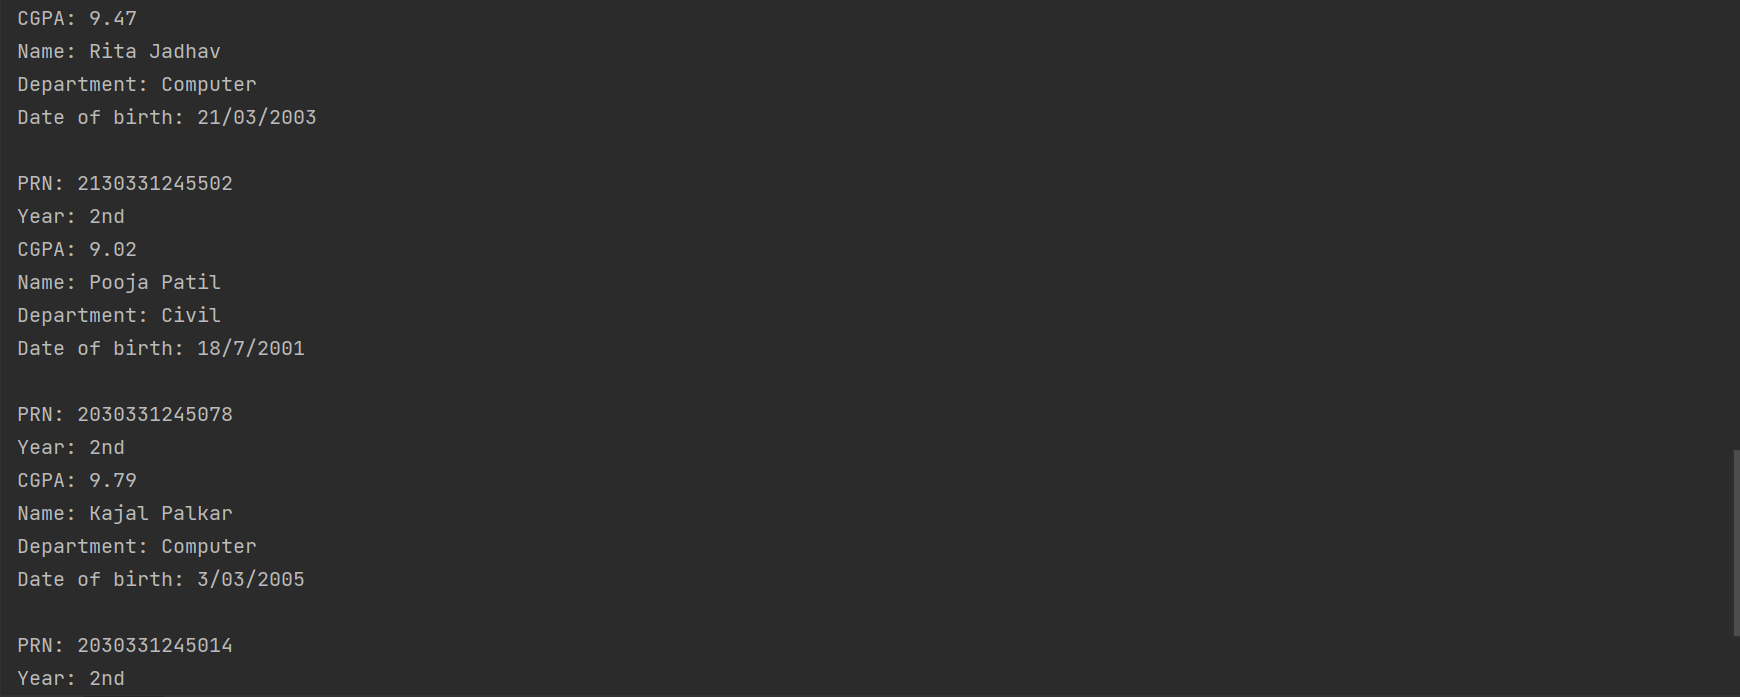 CGPA: 9.47
Name: Rita Jadhav
Department: Computer
Date of birth: 21/03/2003
PRN: 2130331245502
Year: 2nd
CGPA: 9.02
Name: Pooja Patil
Department: Civil
Date of birth: 18/7/2001
PRN: 2030331245078
Year: 2nd
CGPA: 9.79
Name: Kajal Palkar
Department: Computer
Date of birth: 3/03/2005
PRN: 2030331245014
Year: 2nd